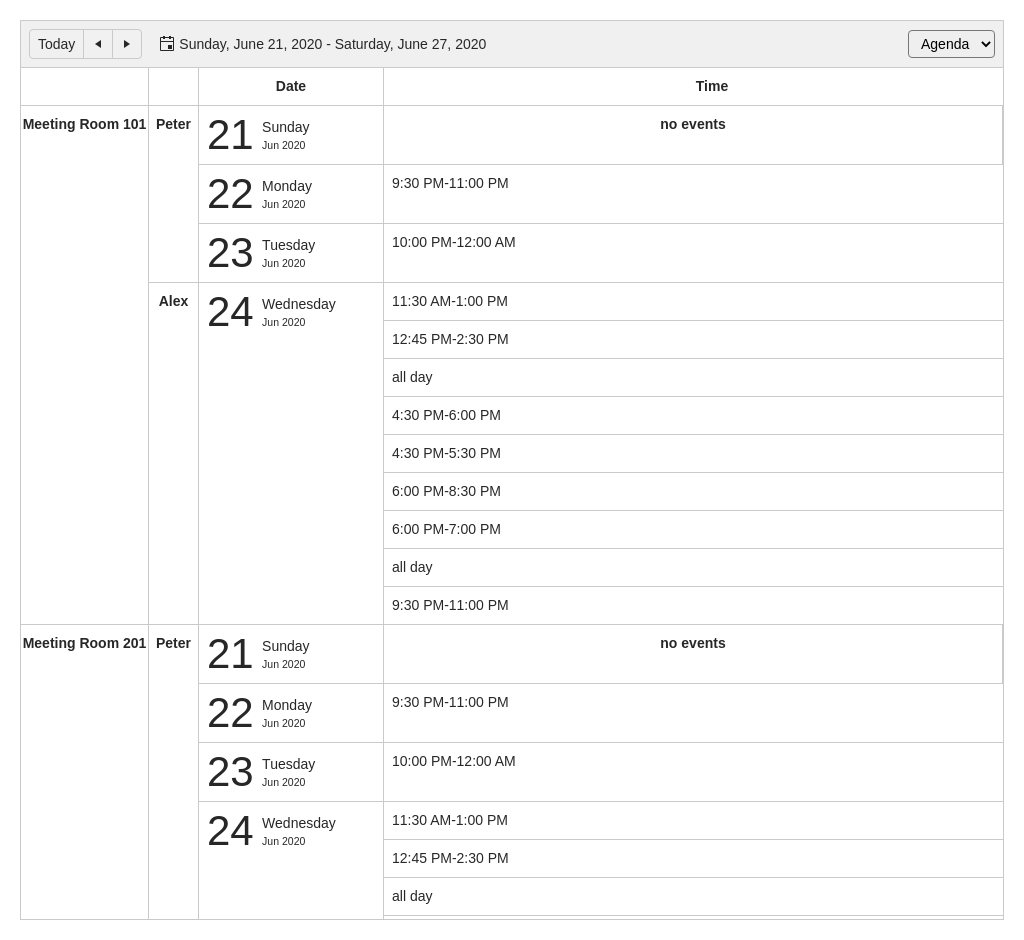 Today
Sunday, June 21, 2020 - Saturday, June 27, 2020
Agenda
Date Time
Meeting Room 101 Peter 21 Sunday no events
Jun 2020
22 Monday 9:30 PM-11:00 PM
Jun 2020
23 Tuesday 10:00 PM-12:00 AM
Jun 2020
Alex 24 Wednesday 11:30 AM-1:00 PM
Jun 2020
12:45 PM-2:30 PM
all day
4:30 PM-6:00 PM
4:30 PM-5:30 PM
6:00 PM-8:30 PM
6:00 PM-7:00 PM
all day
9:30 PM-11:00 PM
Meeting Room 201 Peter 21 Sunday no events
Jun 2020
22 Monday 9:30 PM-11:00 PM
Jun 2020
23 Tuesday 10:00 PM-12:00 AM
Jun 2020
24 Wednesday 11:30 AM-1:00 PM
Jun 2020
12:45 PM-2:30 PM
all day